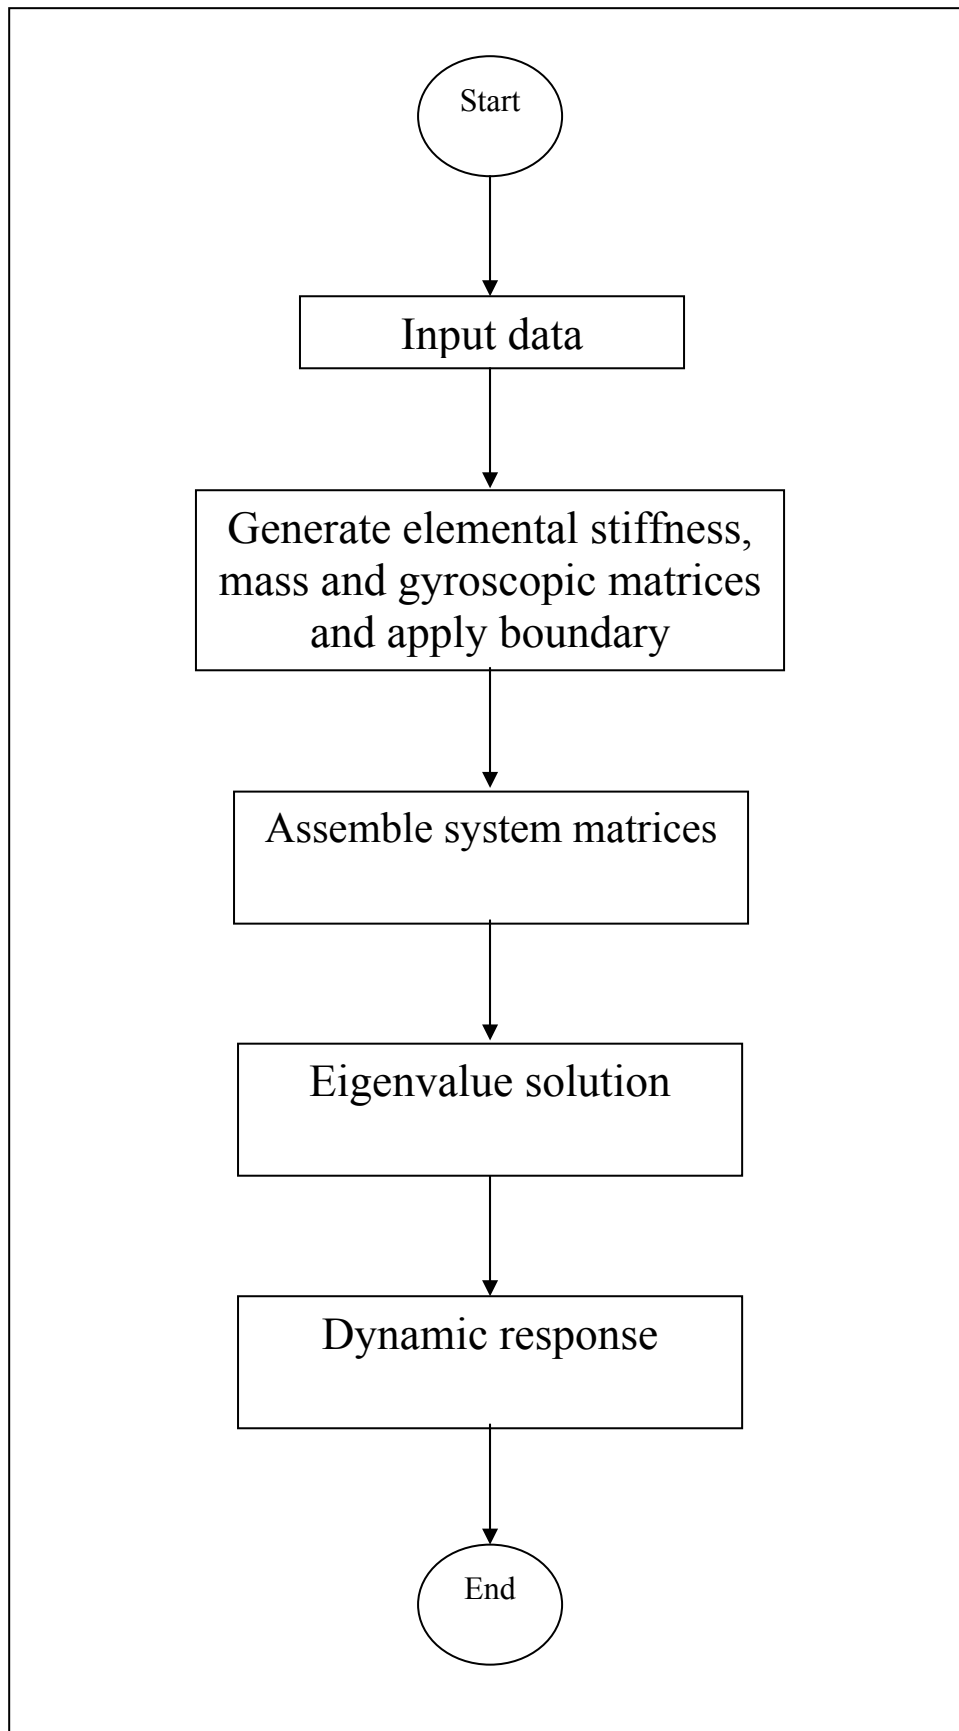 Start
Input data
Generate elemental stiffness,
mass and gyroscopic matrices
and apply boundary
Assemble system matrices
Eigenvalue solution
Dynamic response
End